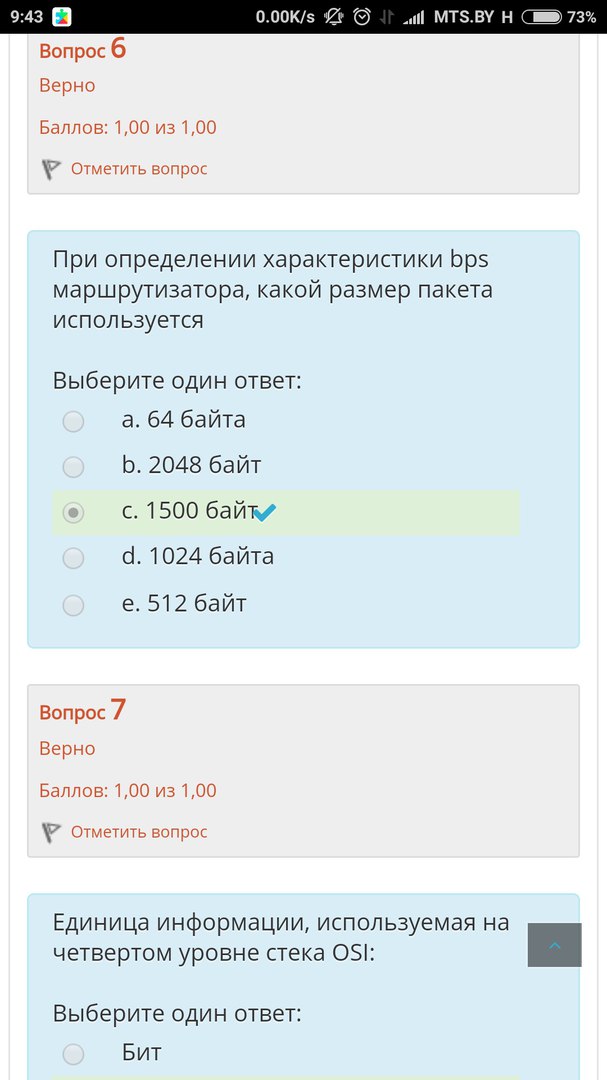 9:43 0.00K/s MTS.BY H 73%
Вопрос 6
Верно
Баллов: 1,00 из 1,00
Отметить вопрос
При определении характеристики bps
маршрутизатора, какой размер пакета
используется
Выберите один ответ:
a. 64 байта
b. 2048 байт
c. 1500 байт
d. 1024 байта
e. 512 байт
Вопрос 7
Верно
Баллов: 1,00 из 1,00
Отметить вопрос
Единица информации, используемая на
четвертом уровне стека OSI:
Выберите один ответ:
Бит